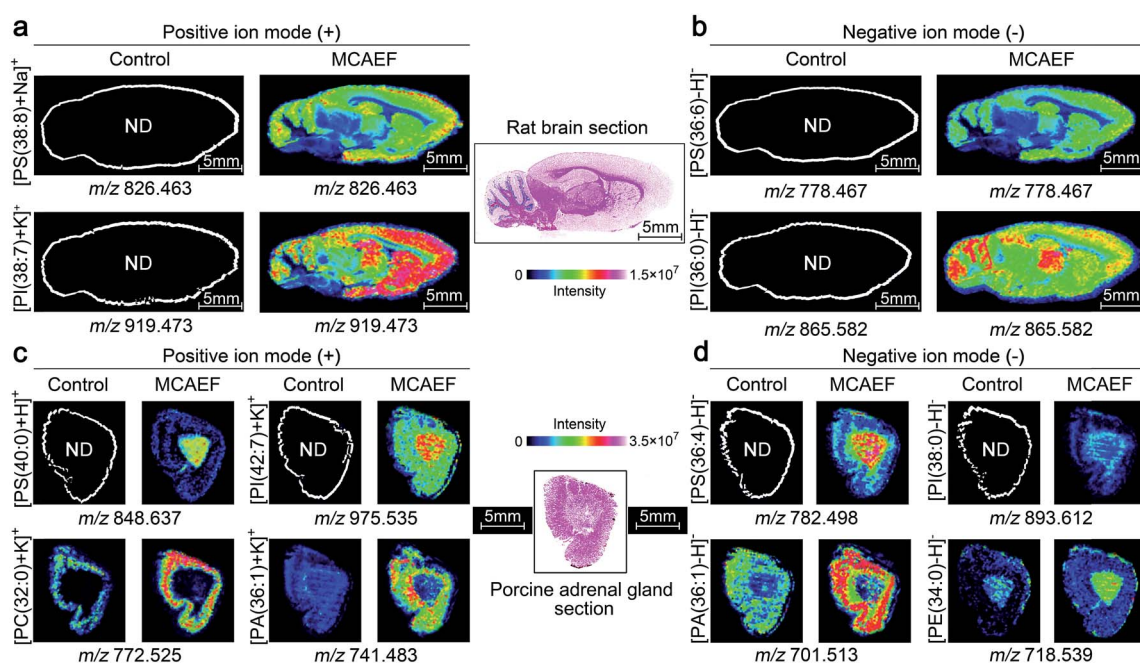 a
Positive ion mode (+)
Control MCAEF
[PS(38:8)+Na]+
ND
5mm
5mm
m/z 826.463 m/z 826.463
[PI(38:7)+K]+
ND
5mm
5mm
m/z 919.473 m/z 919.473
Rat brain section
5mm
0 1.5×10⁷
Intensity
b
Negative ion mode (-)
Control MCAEF
[PS(36:6)-H]-
ND
5mm
5mm
m/z 778.467 m/z 778.467
[PI(36:0)-H]-
ND
5mm
5mm
m/z 865.582 m/z 865.582
c
Positive ion mode (+)
Control MCAEF Control MCAEF
[PS(40:0)+H]+
ND
[PI(42:7)+K]+
ND
m/z 848.637 m/z 975.535
[PC(32:0)+K]+
[PA(36:1)+K]+
m/z 772.525 m/z 741.483
Intensity
0 3.5×10⁷
5mm 5mm
Porcine adrenal gland
section
d
Negative ion mode (-)
Control MCAEF Control MCAEF
[PS(36:4)-H]-
ND
[PI(38:0)-H]-
ND
m/z 782.498 m/z 893.612
[PA(36:1)-H]-
[PE(34:0)-H]-
m/z 701.513 m/z 718.539